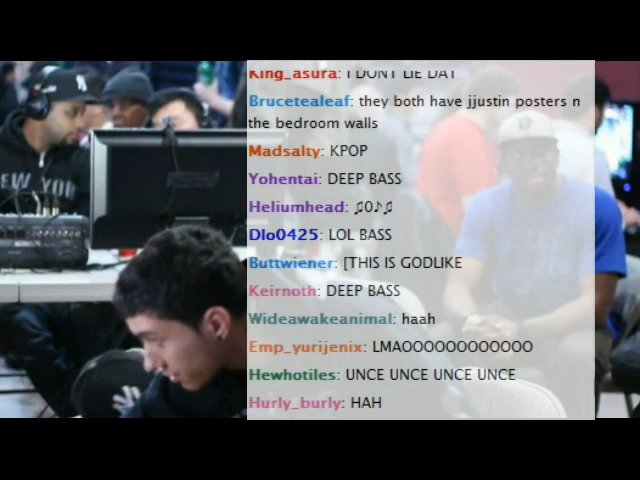 King_asura: I DONT LIE DAT
Brucetealeaf: they both have jjustin posters n
the bedroom walls
Madsalty: KPOP
Yohentai: DEEP BASS
Heliumhead: ♫0♪♫
Dlo0425: LOL BASS
Buttwiener: [THIS IS GODLIKE
Keirnoth: DEEP BASS
Wideawakeanimal: haah
Emp_yurijenix: LMAOOOOOOOOOOOO
Hewhotiles: UNCE UNCE UNCE UNCE
Hurly_burly: HAH
NEW YOR